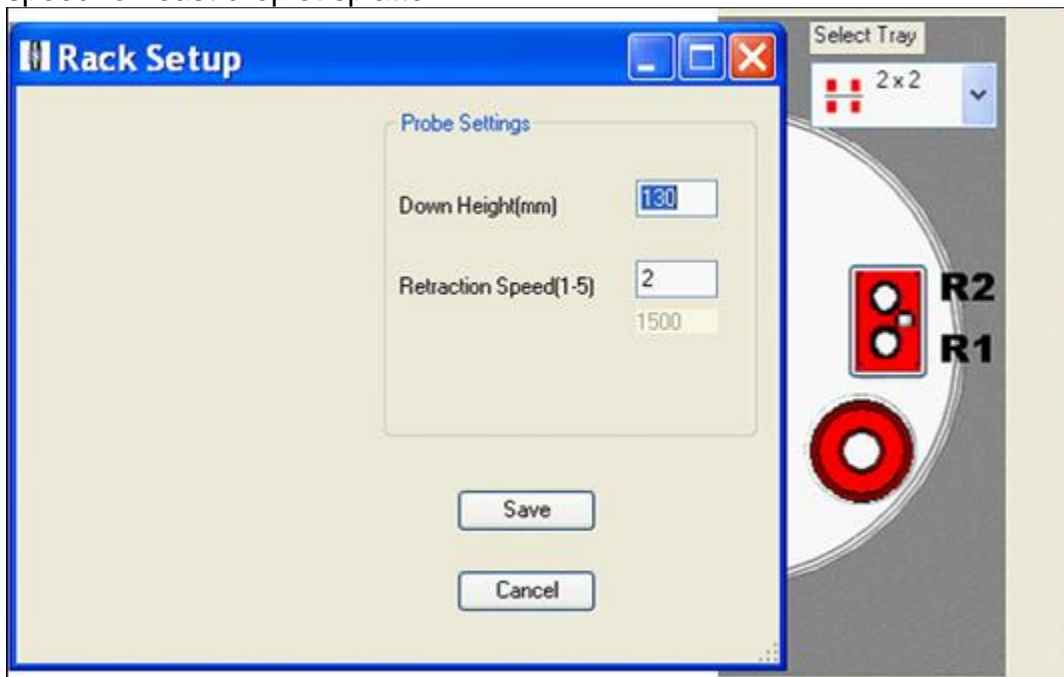 Rack Setup
Probe Settings
Down Height(mm)
130
Retraction Speed(1-5)
2
1500
Save
Cancel
Select Tray
2 x 2
R2
R1